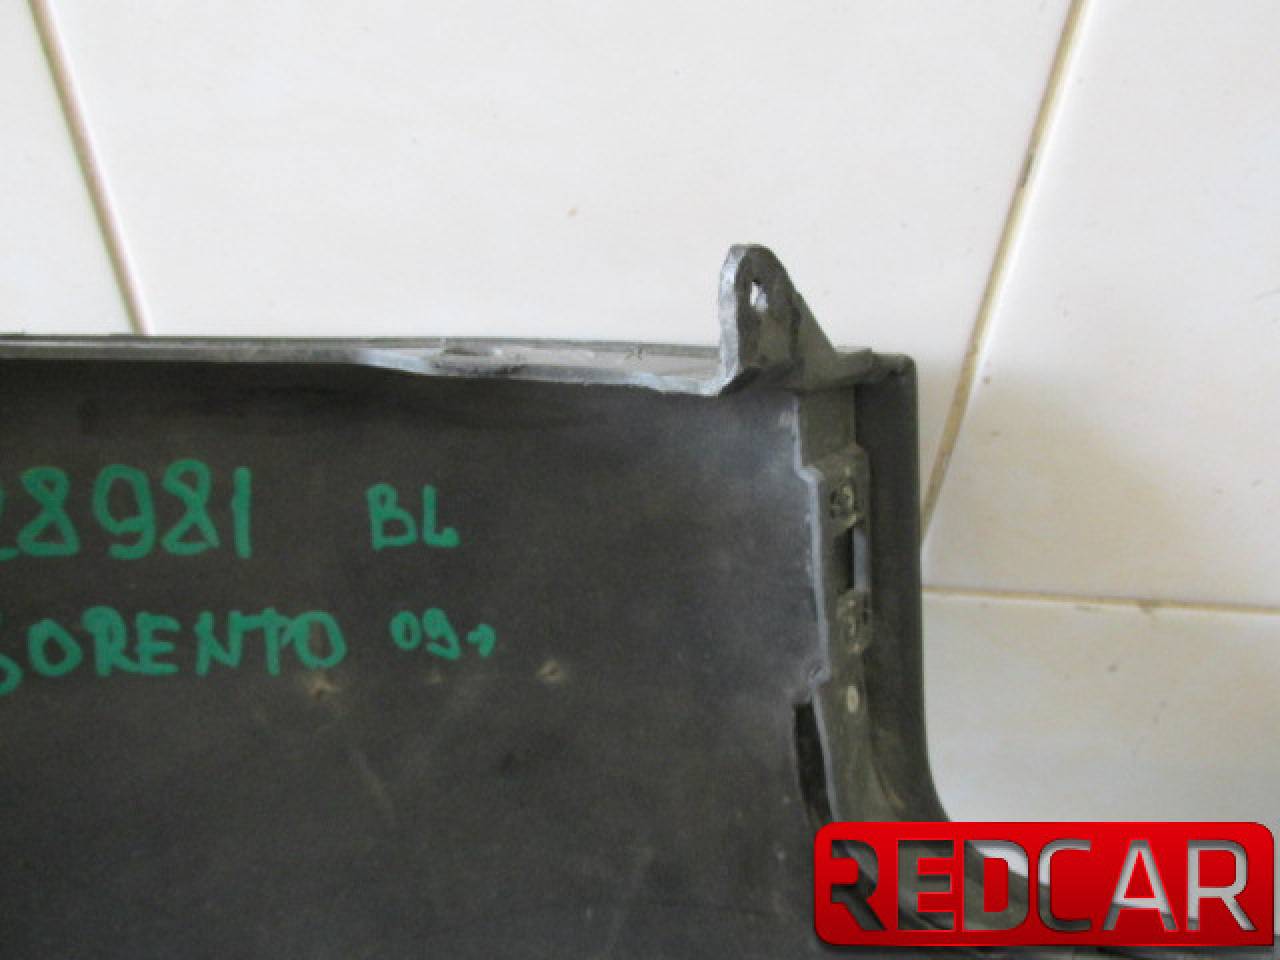 28981 BL
SORENTO 09→
REDCAR